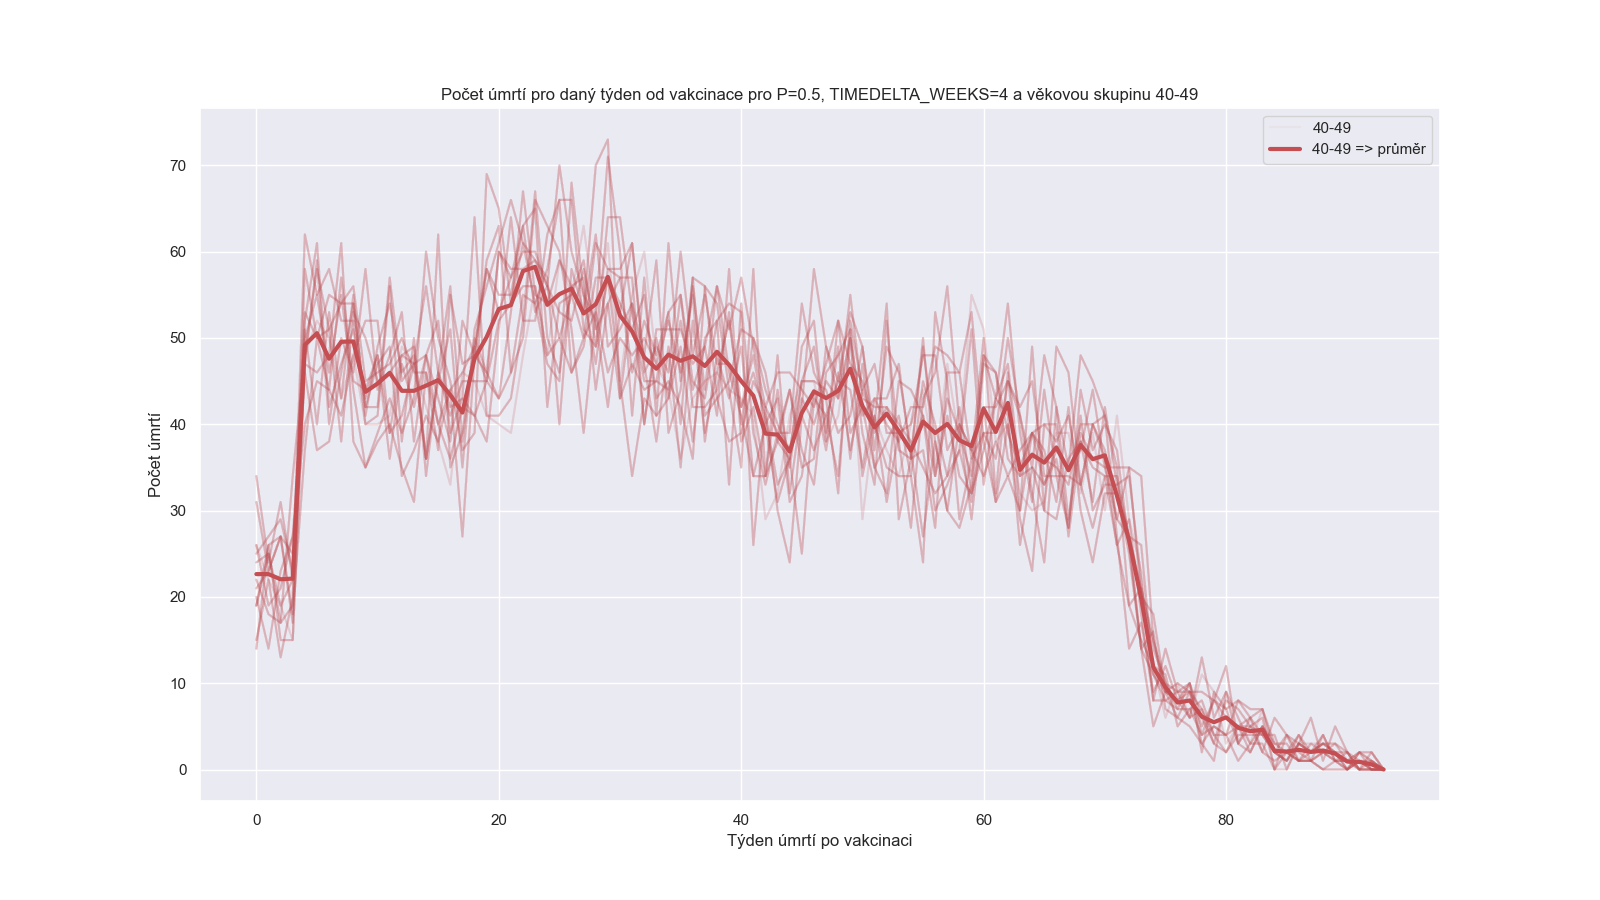 Počet úmrtí pro daný týden od vakcinace pro P=0.5, TIMEDELTA_WEEKS=4 a věkovou skupinu 40-49
40-49
40-49 => průměr
70
60
50
40
30
20
10
0
Počet úmrtí
0 20 40 60 80
Týden úmrtí po vakcinaci